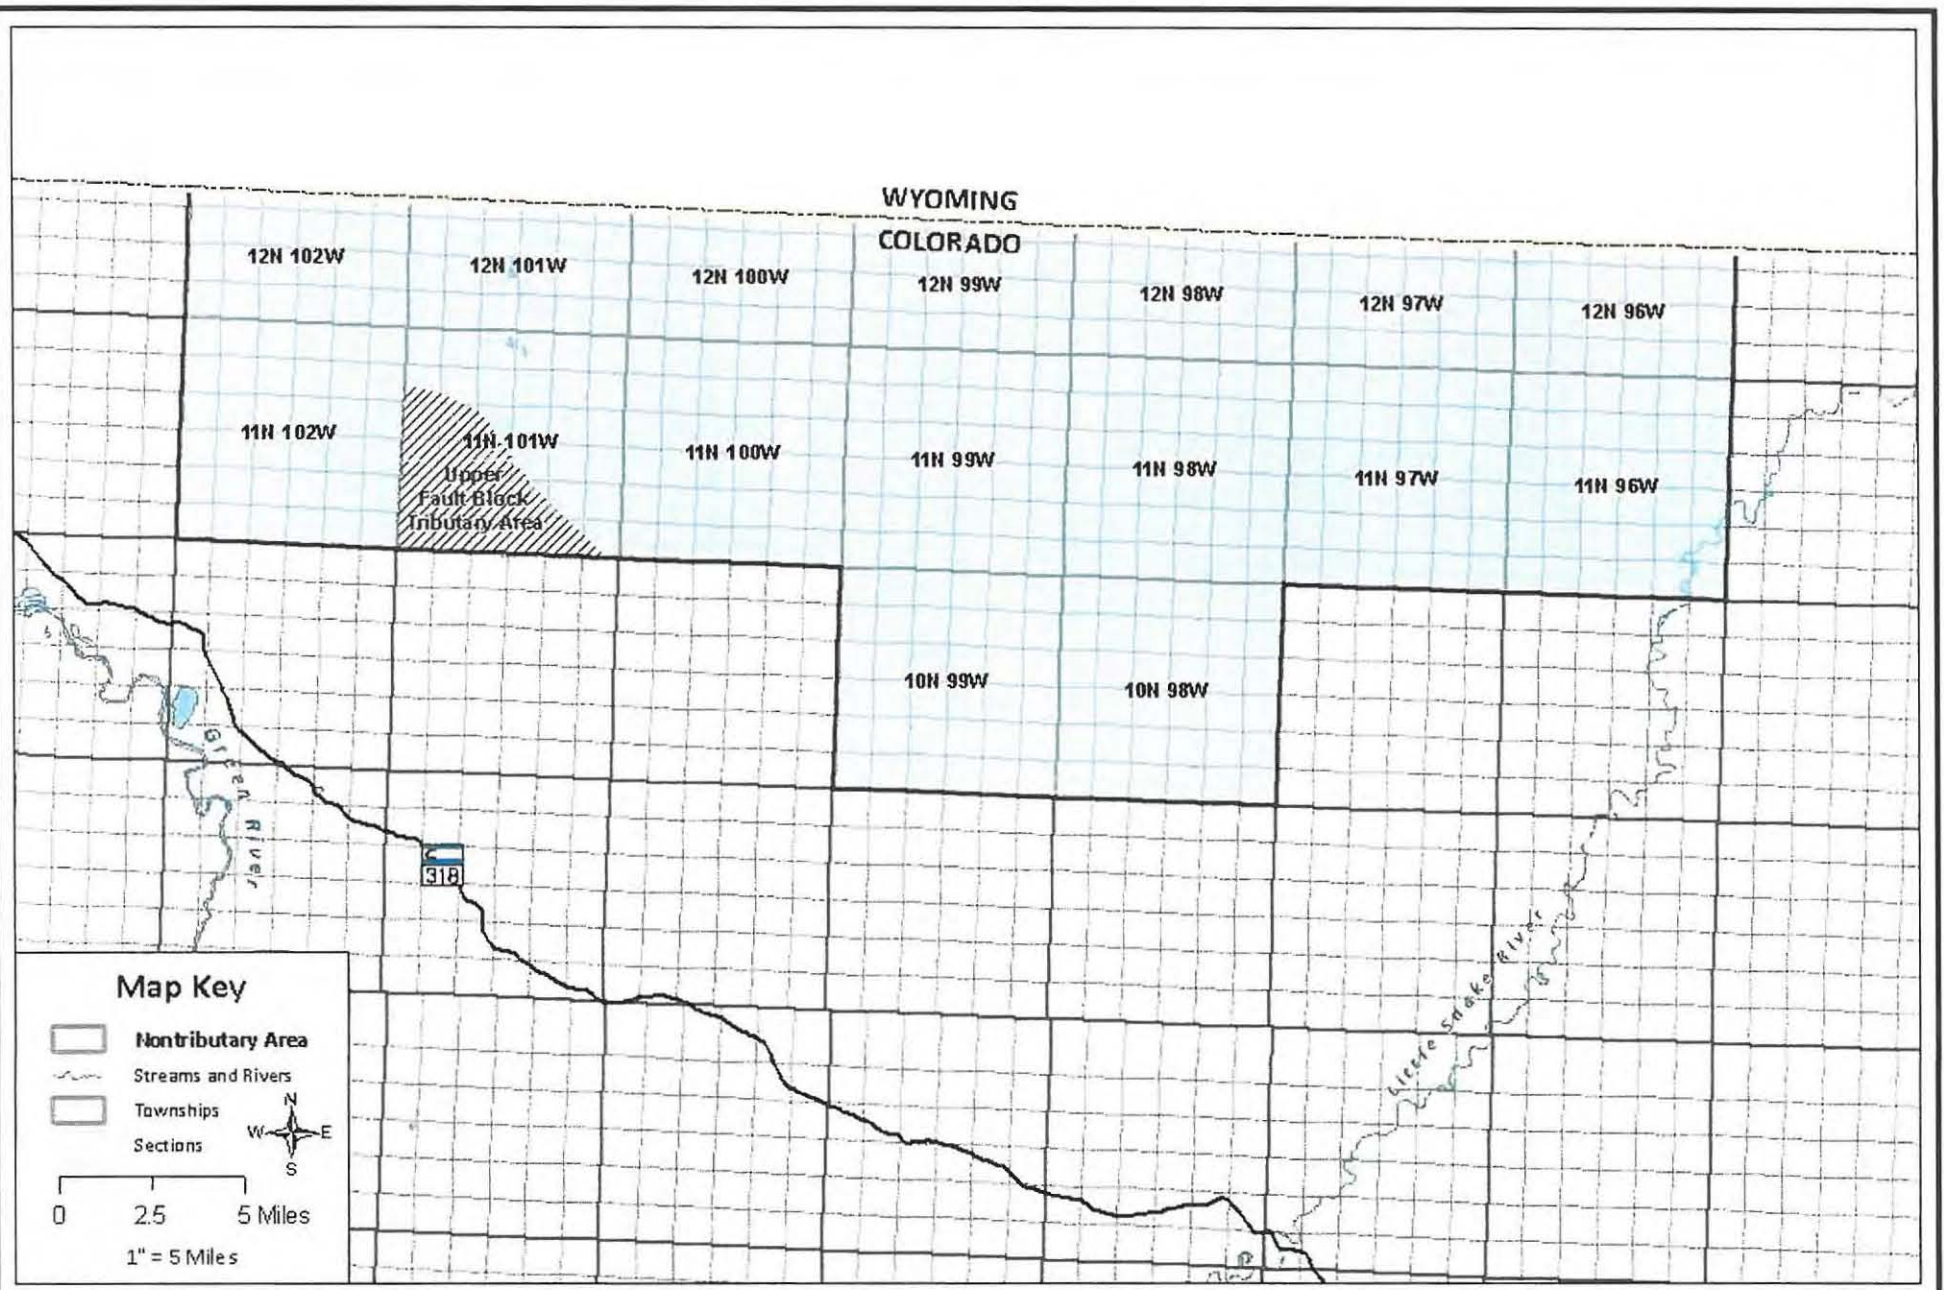 WYOMING
COLORADO
12N 102W
12N 101W
12N 100W
12N 99W
12N 98W
12N 97W
12N 96W
11N 102W
11N 101W
11N 100W
11N 99W
11N 98W
11N 97W
11N 96W
Upper
Fault Block
Tributary Area
10N 99W
10N 98W
Green River
318
Little Snake River
Map Key
Nontributary Area
Streams and Rivers
Townships
Sections
N
W E
S
0 2.5 5 Miles
1" = 5 Miles